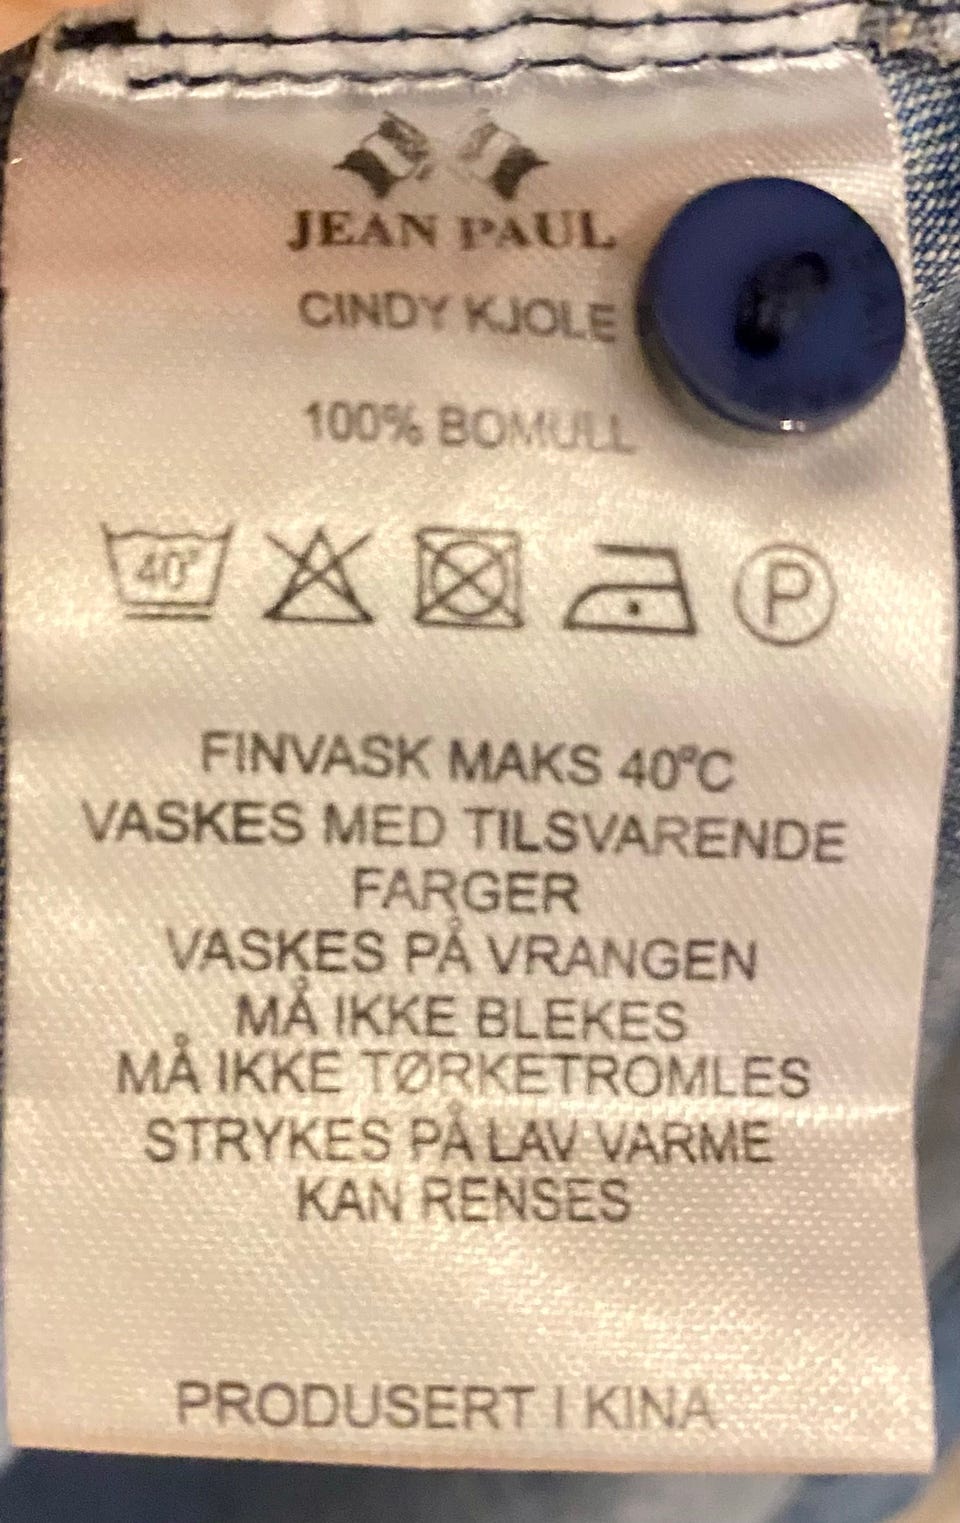 JEAN PAUL
CINDY KJOLE
100% BOMULL
40°
P
FINVASK MAKS 40°C
VASKES MED TILSVARENDE
FARGER
VASKES PÅ VRANGEN
MÅ IKKE BLEKES
MÅ IKKE TØRKETROMLES
STRYKES PÅ LAV VARME
KAN RENSES
PRODUSERT I KINA